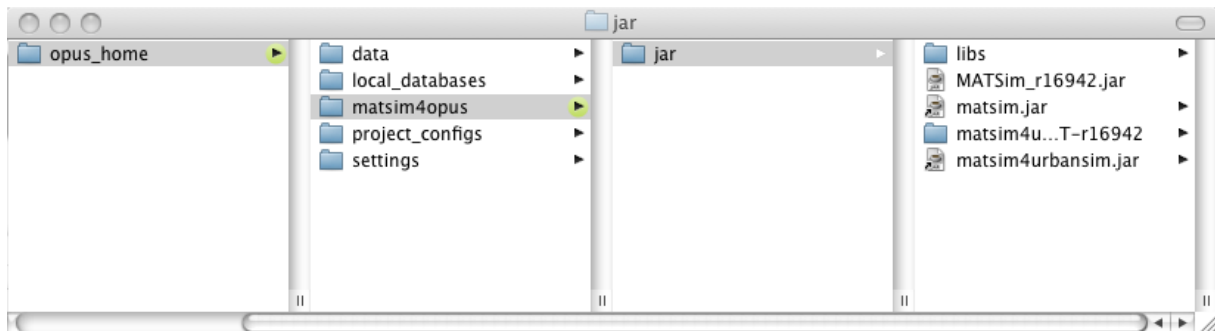 jar
opus_home
data
local_databases
matsim4opus
project_configs
settings
jar
libs
MATSim_r16942.jar
matsim.jar
matsim4u...T-r16942
matsim4urbansim.jar